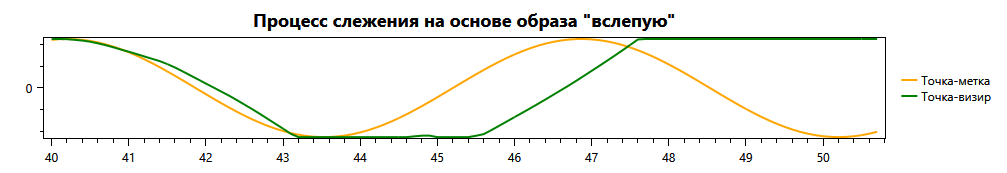 Процесс слежения на основе образа "вслепую"
0
40 41 42 43 44 45 46 47 48 49 50
Точка-метка
Точка-визир